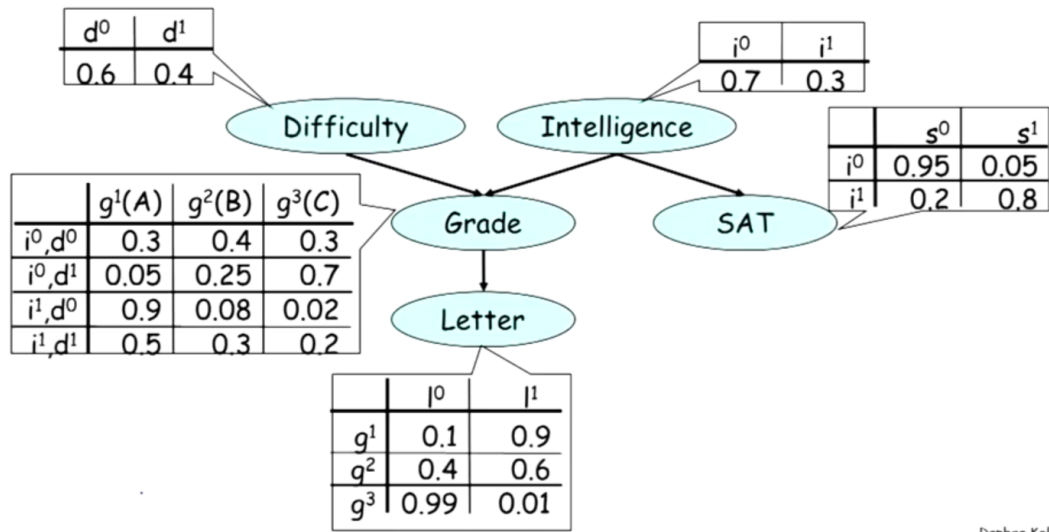 d⁰ d¹
0.6 0.4
i⁰ i¹
0.7 0.3
Difficulty
Intelligence
s⁰ s¹
i⁰ 0.95 0.05
i¹ 0.2 0.8
g¹(A) g²(B) g³(C)
i⁰,d⁰ 0.3 0.4 0.3
i⁰,d¹ 0.05 0.25 0.7
i¹,d⁰ 0.9 0.08 0.02
i¹,d¹ 0.5 0.3 0.2
Grade
SAT
Letter
l⁰ l¹
g¹ 0.1 0.9
g² 0.4 0.6
g³ 0.99 0.01